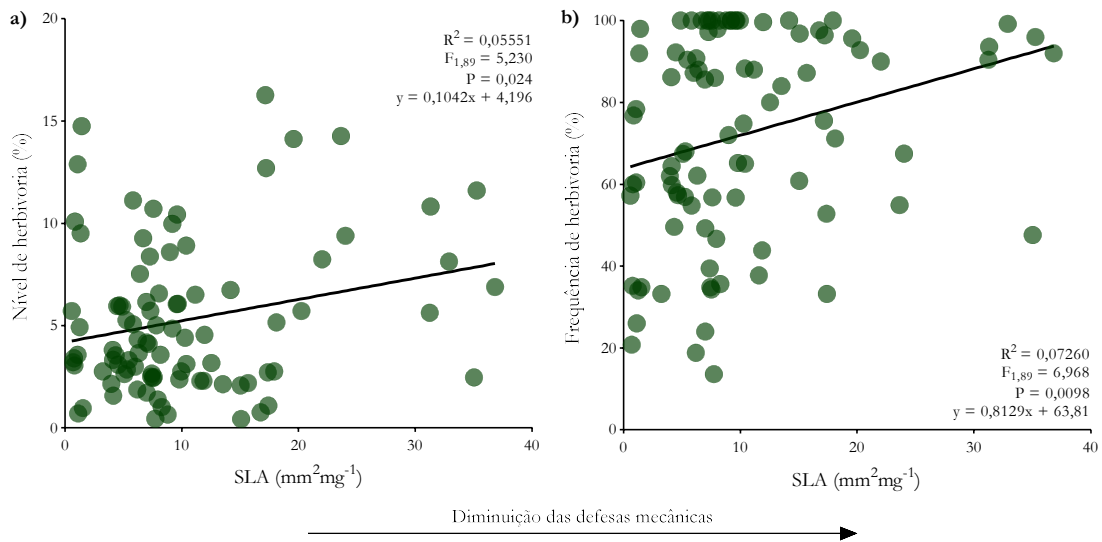 a)
20
15
10
5
0
0 10 20 30 40
Nível de herbivoria (%)
SLA (mm²mg⁻¹)
R² = 0,05551
F₁,₈₉ = 5,230
P = 0,024
y = 0,1042x + 4,196
b)
100
80
60
40
20
0
0 10 20 30 40
Frequência de herbivoria (%)
SLA (mm²mg⁻¹)
R² = 0,07260
F₁,₈₉ = 6,968
P = 0,0098
y = 0,8129x + 63,81
Diminuição das defesas mecânicas